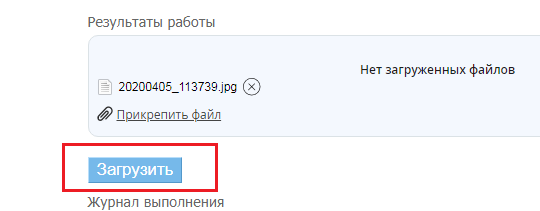 Результаты работы
Нет загруженных файлов
20200405_113739.jpg
Прикрепить файл
Загрузить
Журнал выполнения